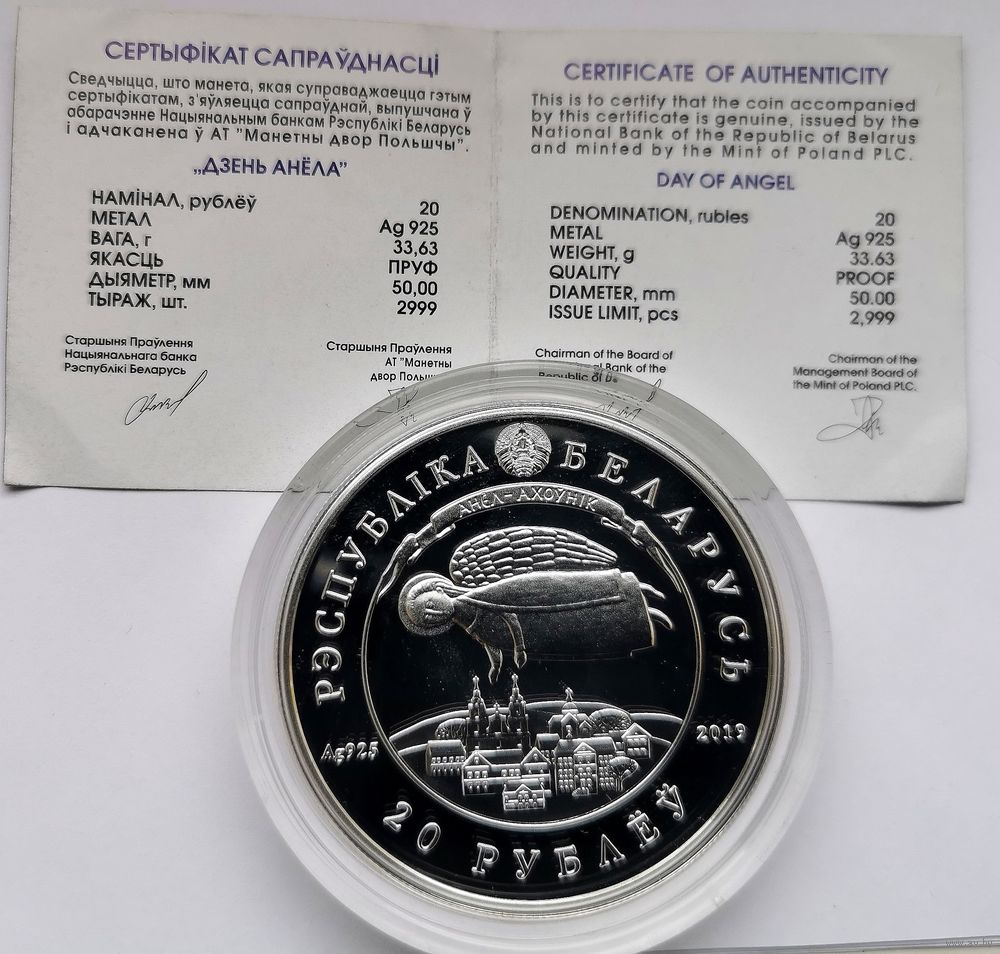 СЕРТЫФІКАТ САПРАЎДНАСЦІ
Сведчыцца, што манета, якая суправаджаецца гэтым
сертыфікатам, з'яўляецца сапраўднай, выпушчана ў
абарачэнне Нацыянальным банкам Рэспублікі Беларусь
і адчаканена ў АТ "Манетны двор Польшчы".
„ДЗЕНЬ АНЁЛА”
НАМІНАЛ, рублёў 20
МЕТАЛ Ag 925
ВАГА, г 33,63
ЯКАСЦЬ ПРУФ
ДЫЯМЕТР, мм 50,00
ТЫРАЖ, шт. 2999
Старшыня Праўлення
Нацыянальнага банка
Рэспублікі Беларусь
Старшыня Праўлення
АТ "Манетны
двор Польшчы"
CERTIFICATE OF AUTHENTICITY
This is to certify that the coin accompanied
by this certificate is genuine, issued by the
National Bank of the Republic of Belarus
and minted by the Mint of Poland PLC.
DAY OF ANGEL
DENOMINATION, rubles 20
METAL Ag 925
WEIGHT, g 33.63
QUALITY PROOF
DIAMETER, mm 50.00
ISSUE LIMIT, pcs 2,999
Chairman of the Board of
Bank of the
Republic of
Chairman of the
Management Board of
the Mint of Poland PLC.
РЭСПУБЛІКА БЕЛАРУСЬ
АНЁЛ-АХОЎНІК
Ag925
2019
20 РУБЛЁЎ